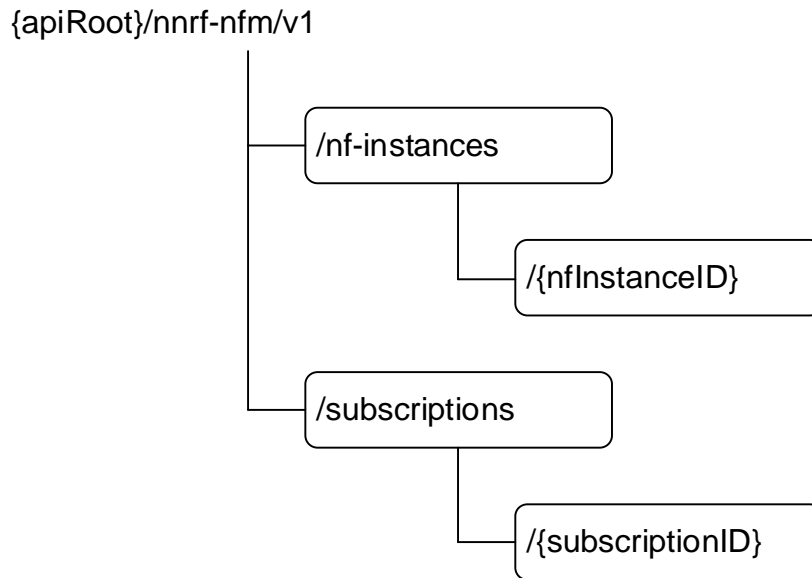 {apiRoot}/nnrf-nfm/v1
/nf-instances
/{nfInstanceID}
/subscriptions
/{subscriptionID}